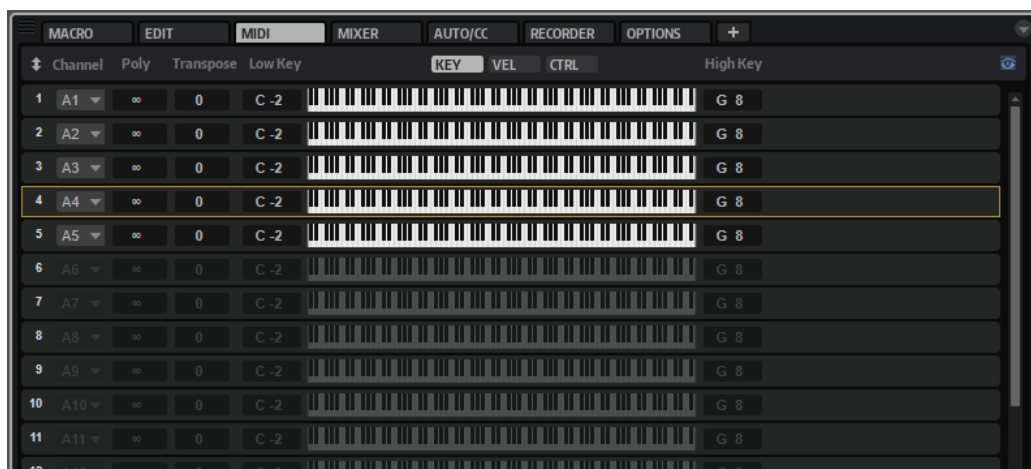 MACRO EDIT MIDI MIXER AUTO/CC RECORDER OPTIONS +
Channel Poly Transpose Low Key KEY VEL CTRL High Key
1 A1 ∞ 0 C -2 G 8
2 A2 ∞ 0 C -2 G 8
3 A3 ∞ 0 C -2 G 8
4 A4 ∞ 0 C -2 G 8
5 A5 ∞ 0 C -2 G 8
6 A6 ∞ 0 C -2 G 8
7 A7 ∞ 0 C -2 G 8
8 A8 ∞ 0 C -2 G 8
9 A9 ∞ 0 C -2 G 8
10 A10 ∞ 0 C -2 G 8
11 A11 ∞ 0 C -2 G 8